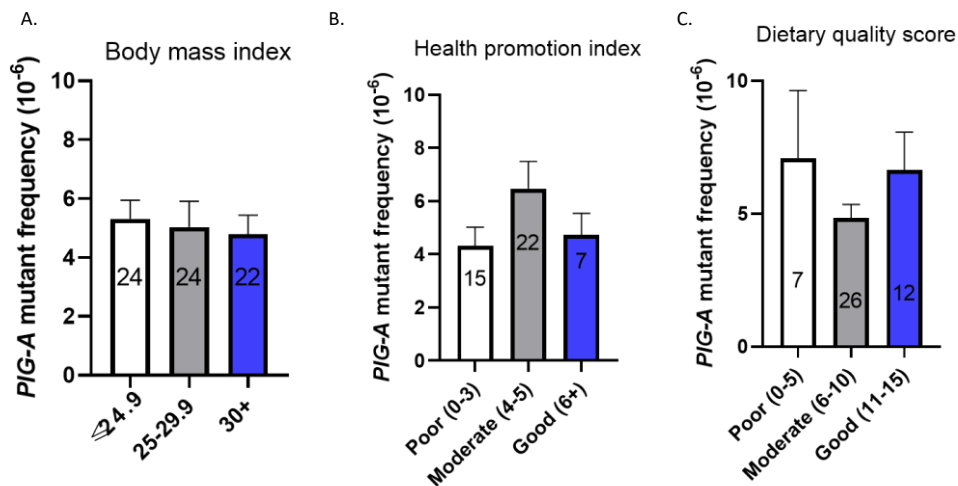 A.
Body mass index
PIG-A mutant frequency (10⁻⁶)
10
8
6
4
2
0
24
24
22
≤24.9
25-29.9
30+
B.
Health promotion index
PIG-A mutant frequency (10⁻⁶)
10
8
6
4
2
0
15
22
7
Poor (0-3)
Moderate (4-5)
Good (6+)
C.
Dietary quality score
PIG-A mutant frequency (10⁻⁶)
10
5
0
7
26
12
Poor (0-5)
Moderate (6-10)
Good (11-15)